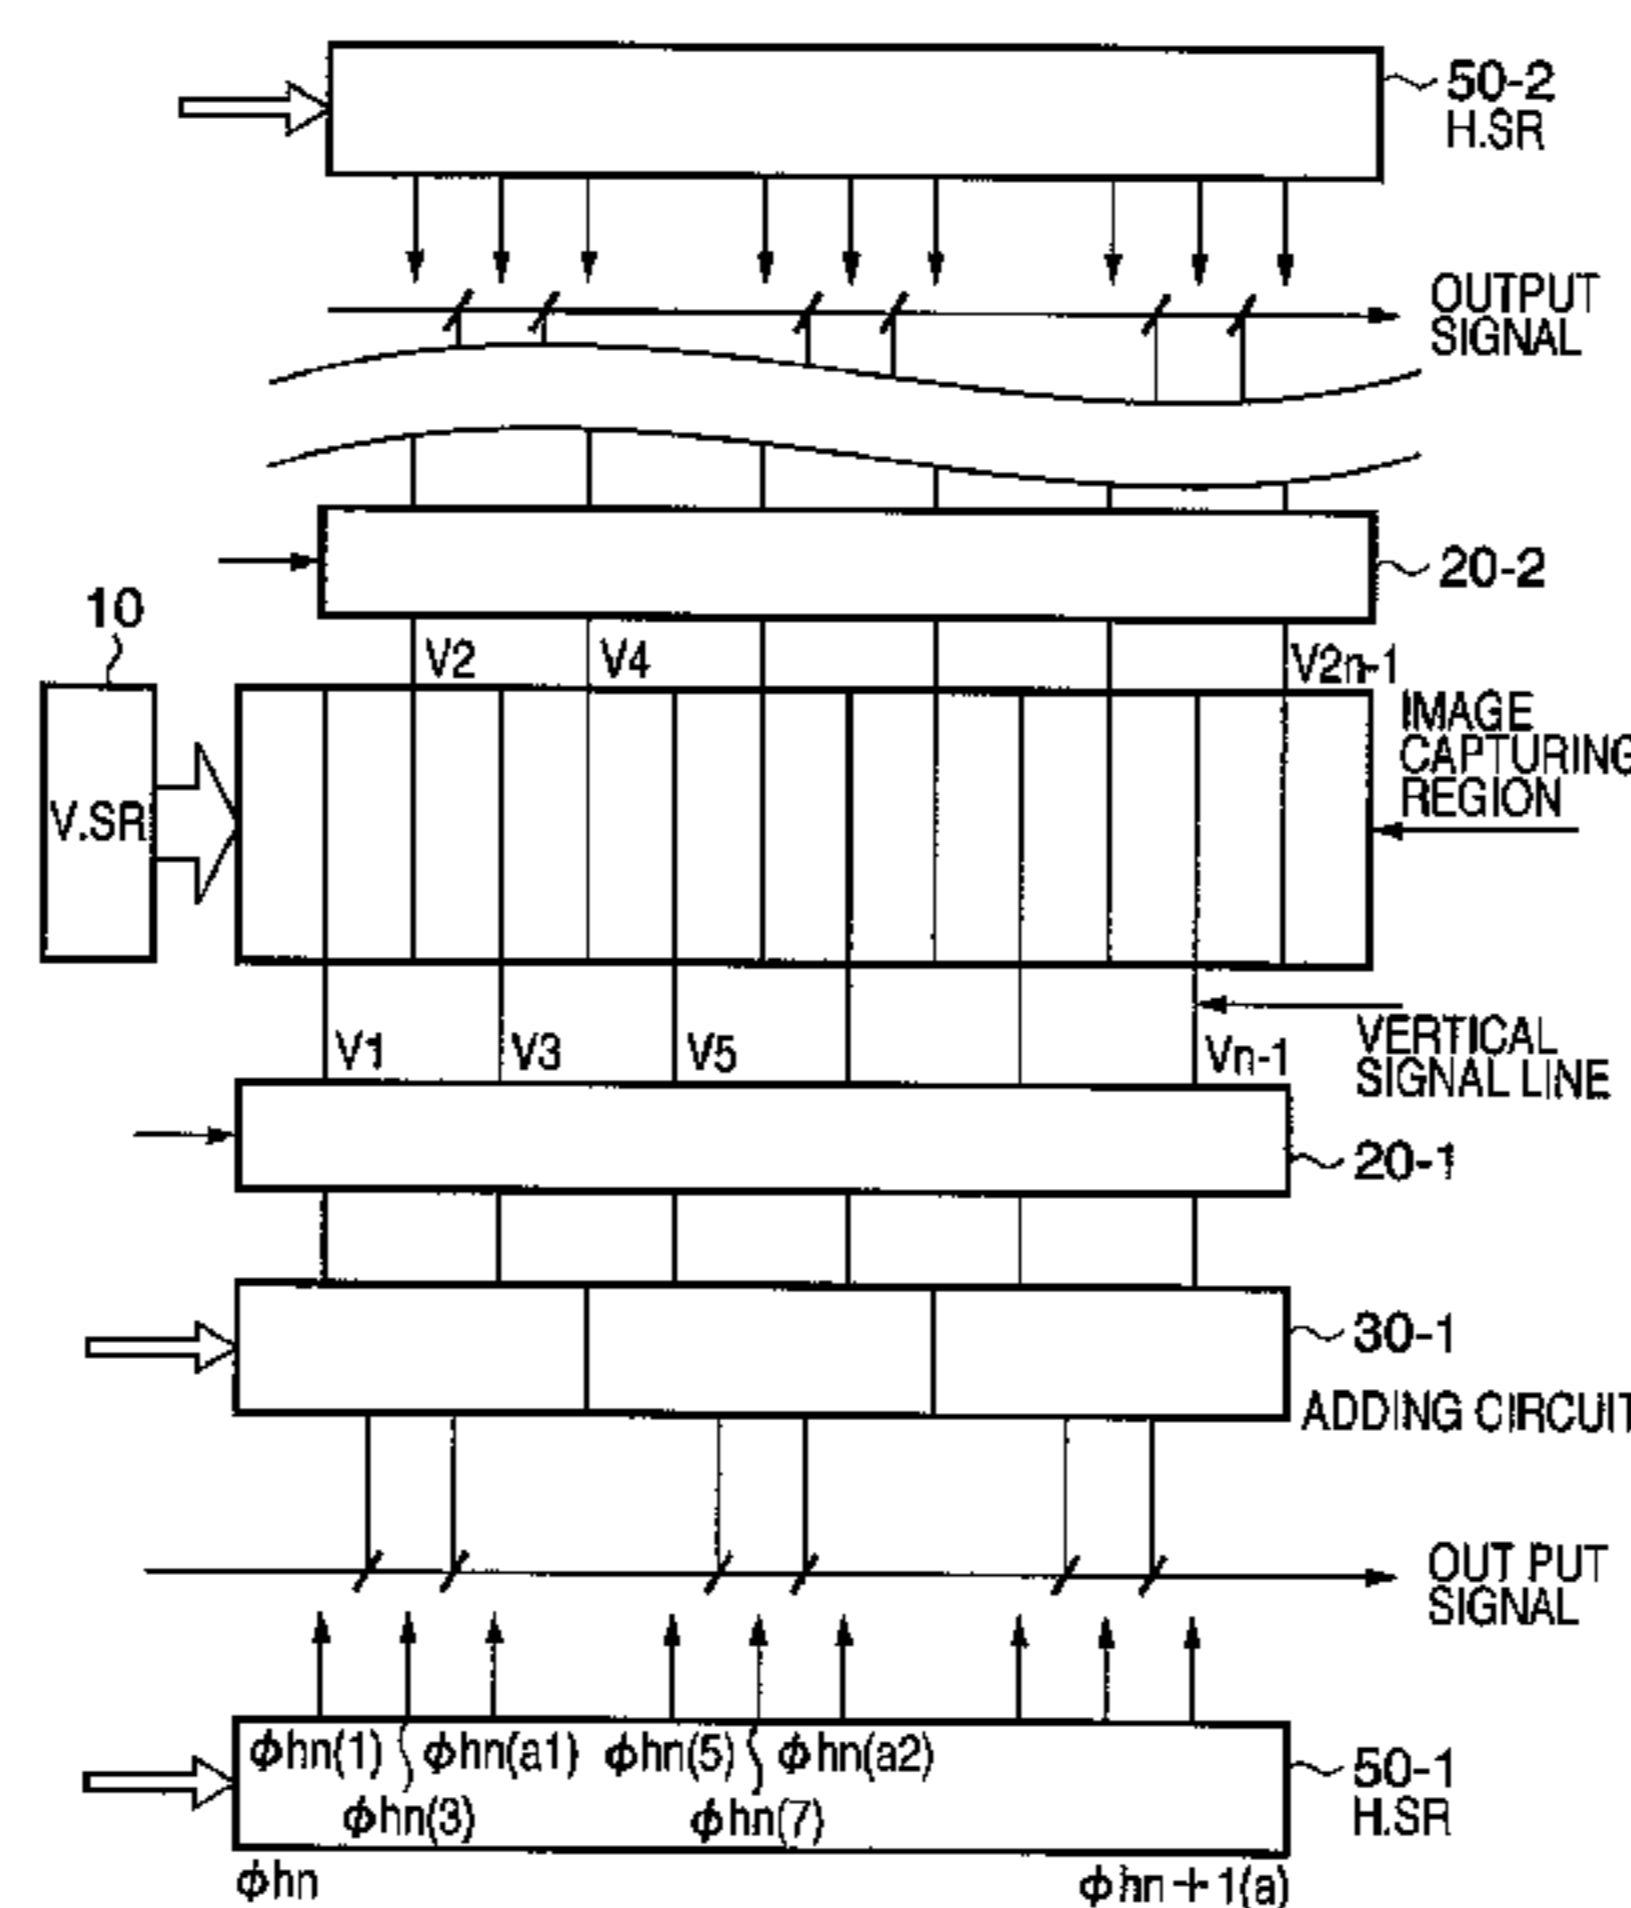 50-2
H.SR
OUTPUT
SIGNAL
20-2
10
V2
V4
V2n-1
IMAGE
CAPTURING
REGION
V.SR
V1
V3
V5
Vn-1
VERTICAL
SIGNAL LINE
20-1
30-1
ADDING CIRCUIT
OUT PUT
SIGNAL
ϕhn(1)
ϕhn(a1)
ϕhn(5)
ϕhn(a2)
ϕhn(3)
ϕhn(7)
50-1
H.SR
ϕhn
ϕhn+1(a)